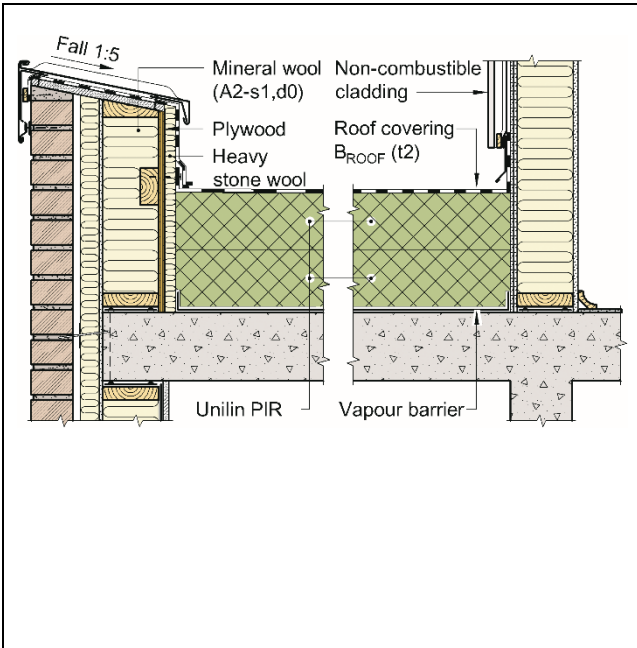 Fall 1:5
Mineral wool
(A2-s1,d0)
Plywood
Heavy
stone wool
Non-combustible
cladding
Roof covering
BROOF (t2)
Unilin PIR
Vapour barrier